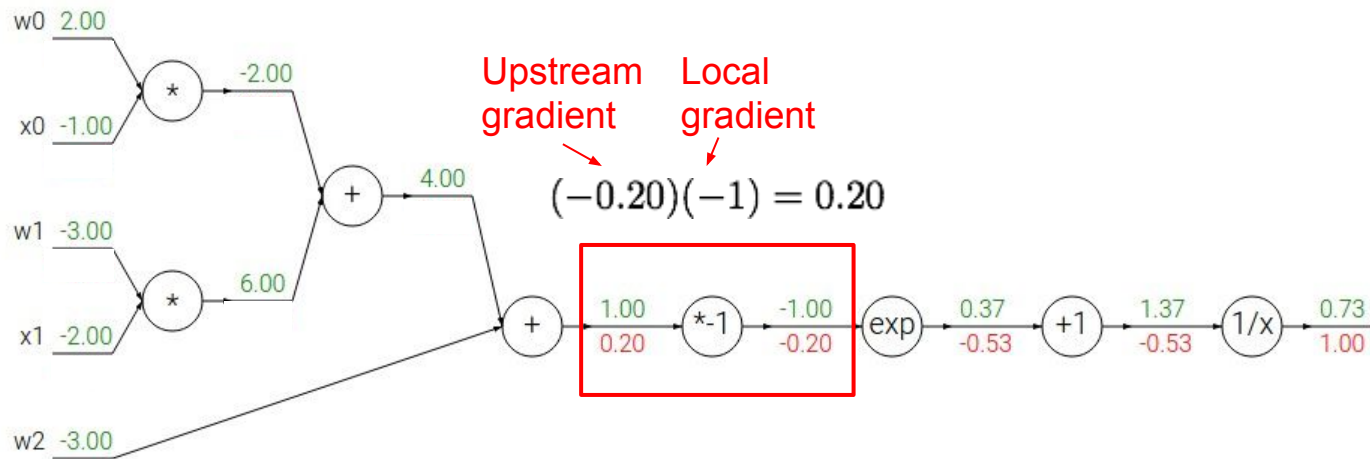 w0 2.00
*
-2.00
x0 -1.00
Upstream gradient
Local gradient
(−0.20)(−1) = 0.20
+
4.00
w1 -3.00
*
6.00
x1 -2.00
+
1.00
0.20
*-1
-1.00
-0.20
exp
0.37
-0.53
+1
1.37
-0.53
1/x
0.73
1.00
w2 -3.00